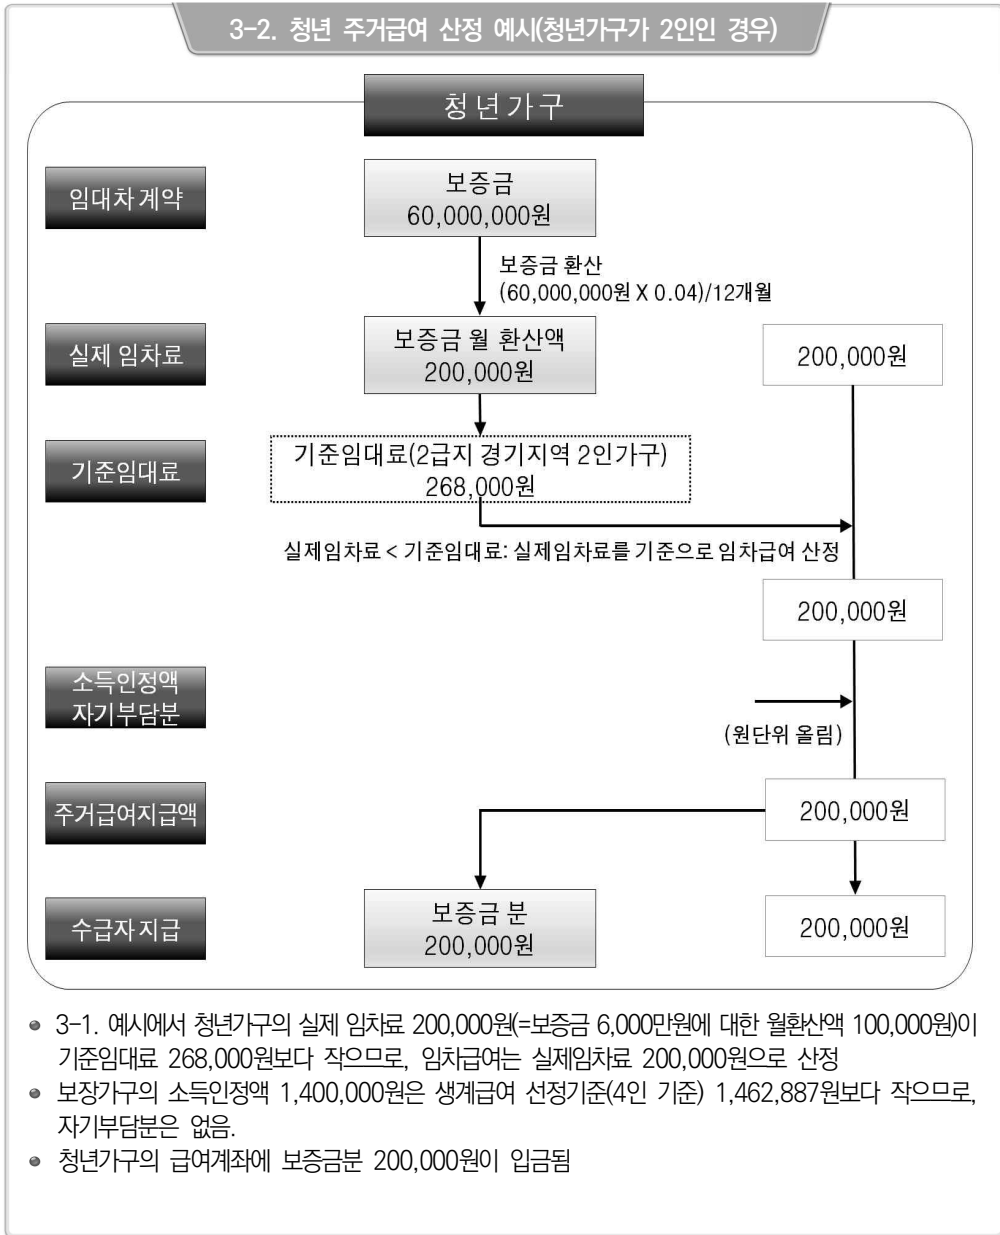 3-2. 청년 주거급여 산정 예시(청년가구가 2인인 경우)
청년가구
임대차 계약
보증금
60,000,000원
보증금 환산
(60,000,000원 X 0.04)/12개월
실제 임차료
보증금 월 환산액
200,000원
200,000원
기준임대료
기준임대료(2급지 경기지역 2인가구)
268,000원
실제임차료 < 기준임대료: 실제임차료를 기준으로 임차급여 산정
200,000원
소득인정액
자기부담분
(원단위 올림)
주거급여지급액
200,000원
수급자 지급
보증금 분
200,000원
200,000원
3-1. 예시에서 청년가구의 실제 임차료 200,000원(=보증금 6,000만원에 대한 월환산액 100,000원)이
기준임대료 268,000원보다 작으므로, 임차급여는 실제임차료 200,000원으로 산정
보장가구의 소득인정액 1,400,000원은 생계급여 선정기준(4인 기준) 1,462,887원보다 작으므로,
자기부담분은 없음.
청년가구의 급여계좌에 보증금분 200,000원이 입금됨